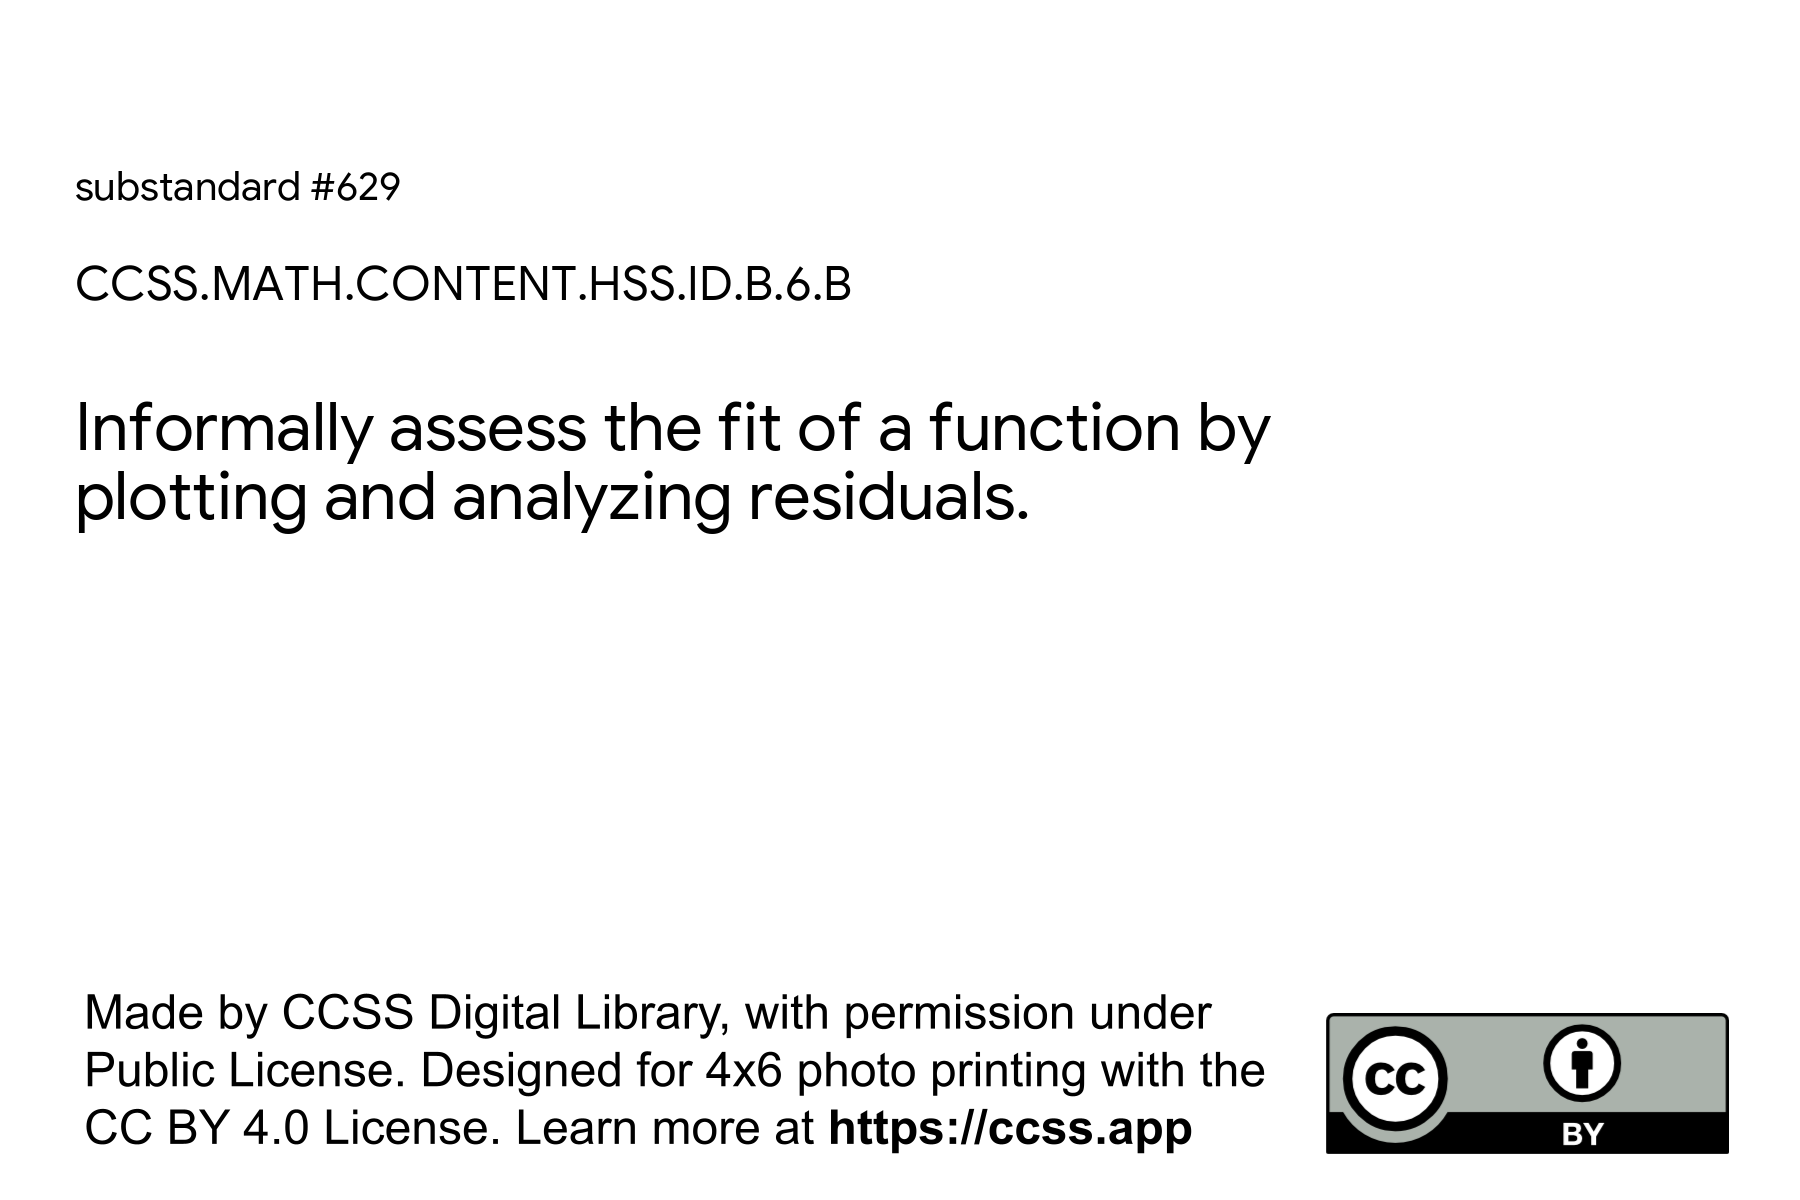 substandard #629
CCSS.MATH.CONTENT.HSS.ID.B.6.B
Informally assess the fit of a function by
plotting and analyzing residuals.
Made by CCSS Digital Library, with permission under
Public License. Designed for 4x6 photo printing with the
CC BY 4.0 License. Learn more at https://ccss.app
CC
BY